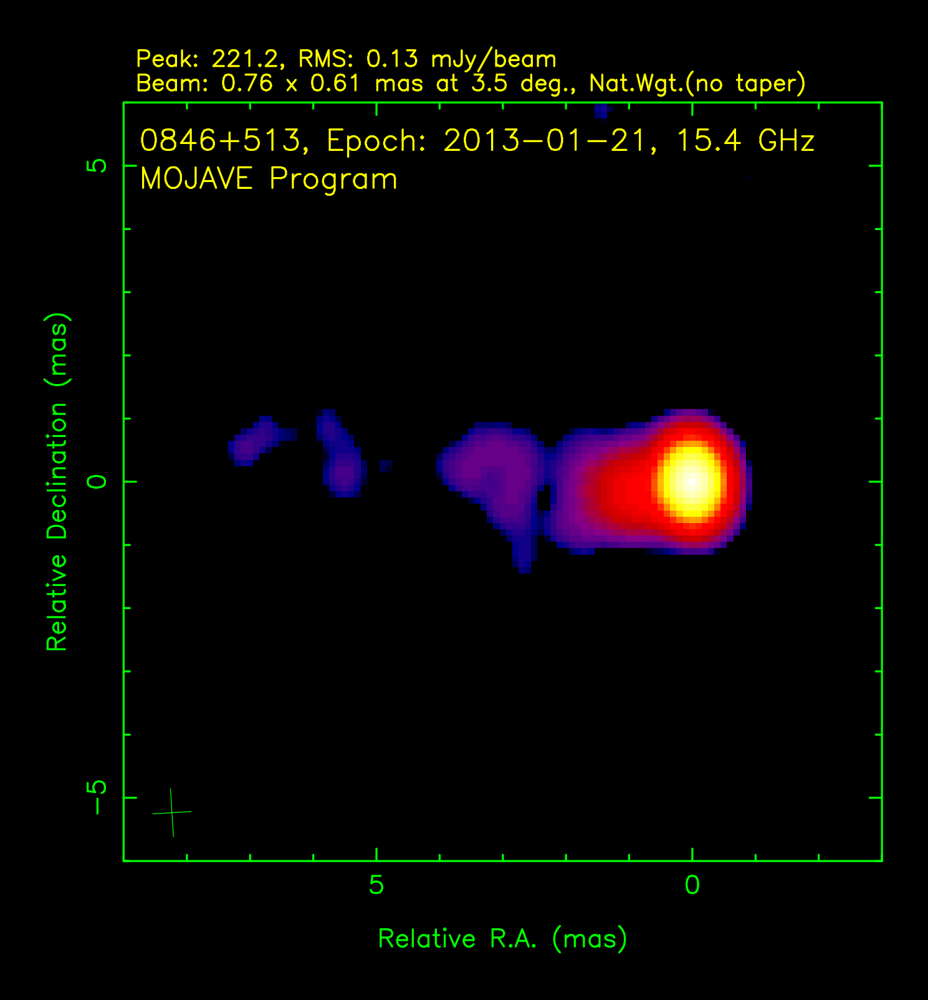 Peak: 221.2, RMS: 0.13 mJy/beam
Beam: 0.76 x 0.61 mas at 3.5 deg., Nat.Wgt.(no taper)
0846+513, Epoch: 2013-01-21, 15.4 GHz
MOJAVE Program
5
0
-5
Relative Declination (mas)
5
0
Relative R.A. (mas)